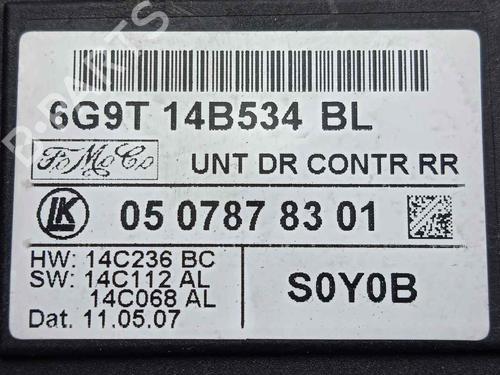 6G9T 14B534 BL
FoMoCo
UNT DR CONTR RR
LK
05 0787 83 01
HW: 14C236 BC
SW: 14C112 AL
14C068 AL
Dat. 11.05.07
S0Y0B
B-PARTS